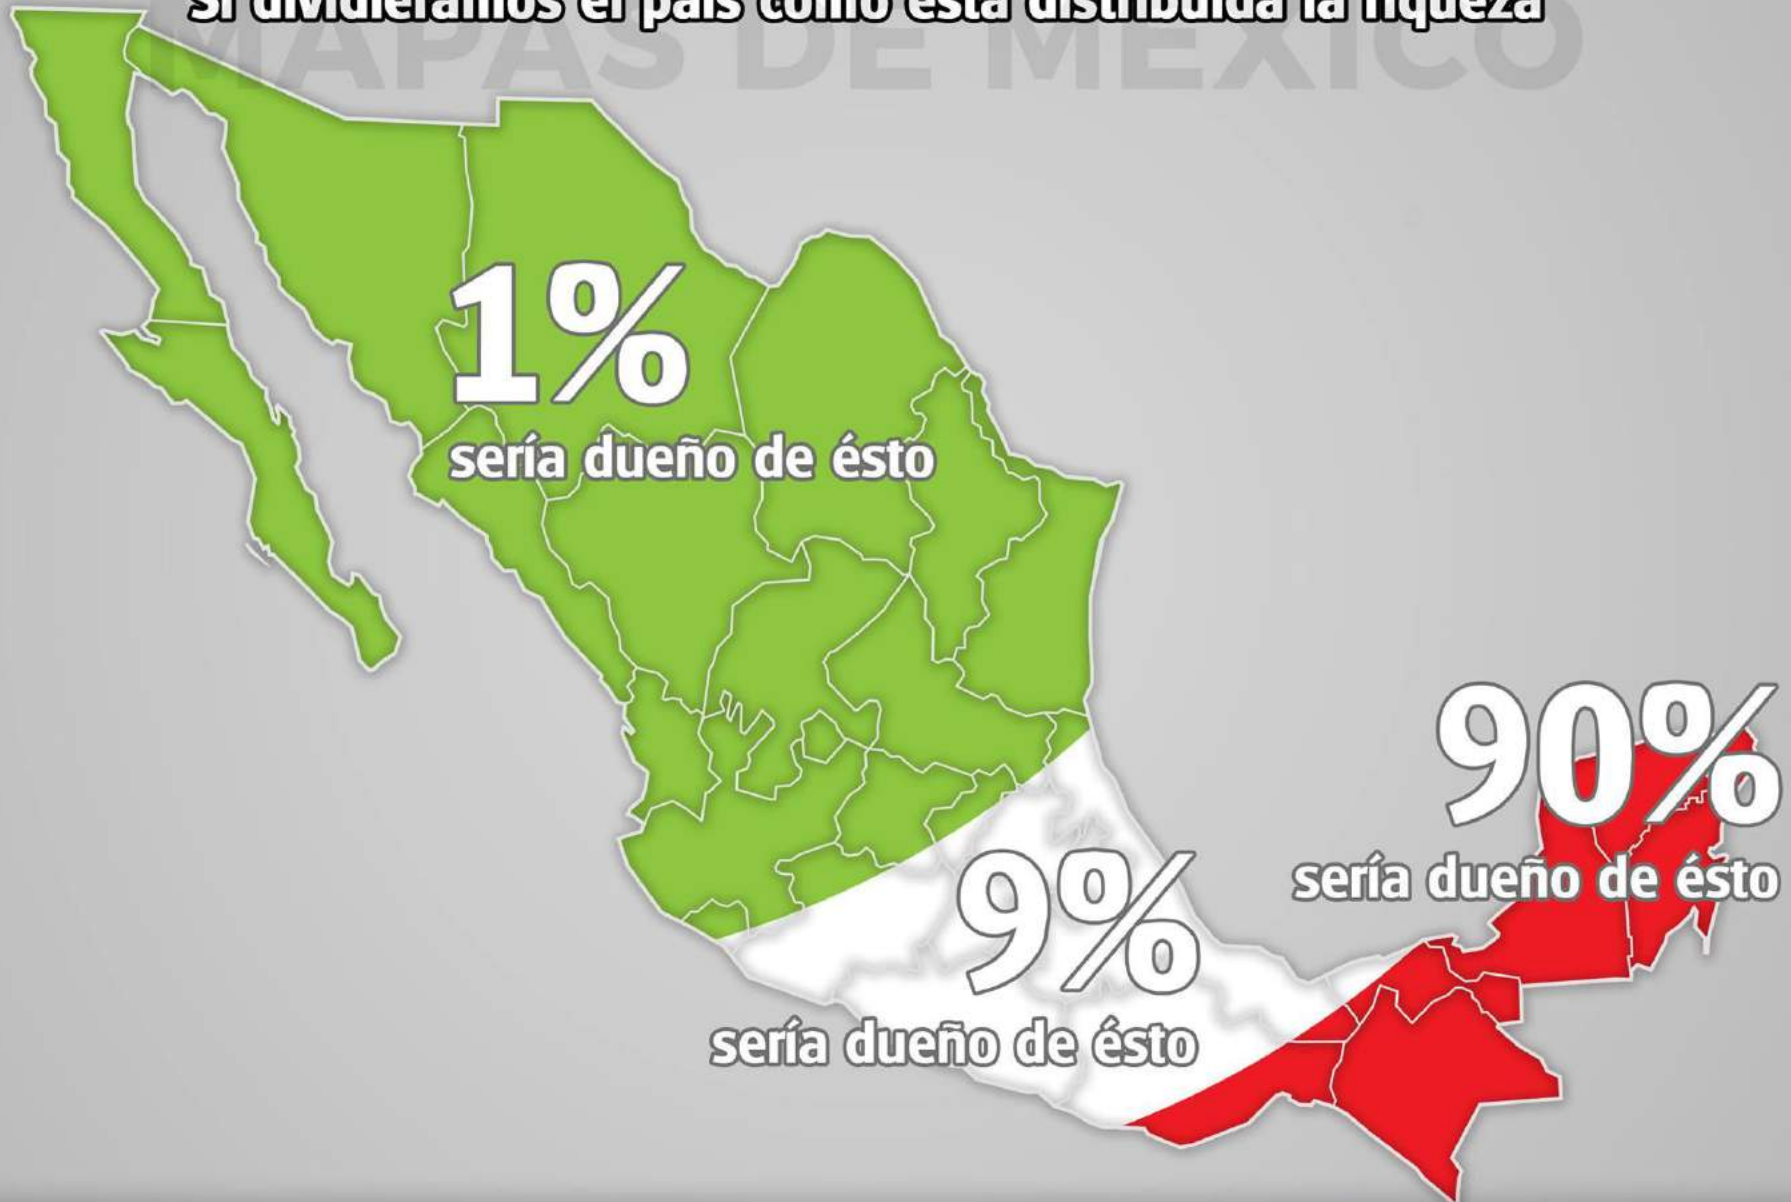 Si dividiéramos el país como está distribuida la riqueza
MAPAS DE MÉXICO
1%
sería dueño de ésto
90%
sería dueño de ésto
9%
sería dueño de ésto